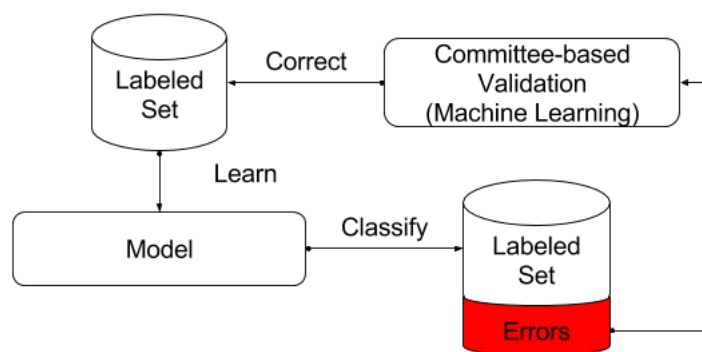 Labeled
Set
Correct
Committee-based
Validation
(Machine Learning)
Learn
Model
Classify
Labeled
Set
Errors